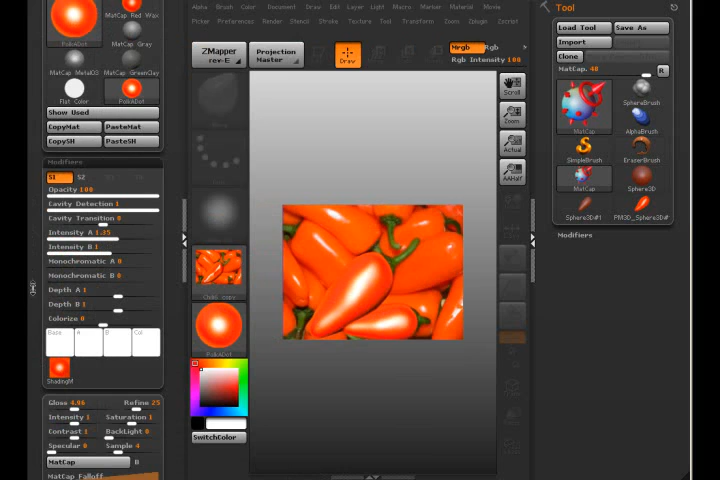 Alpha Brush Color Document Draw Edit Layer Light Macro Marker Material Movie
Picker Preferences Render Stencil Stroke Texture Tool Transform Zoom Zplugin Zscript
MatCap Red Wax
PolkADot
MatCap Gray
MatCap MetalOS
MatCap GreenClay
Flat Color
PolkADot
Show Used
CopyMat PasteMat
CopySH PasteSH
Modifiers
S1 S2
Opacity 100
Cavity Detection 1
Cavity Transition 0
Intensity A 1.35
Intensity B 1
Monochromatic A 0
Monochromatic B 0
Depth A 1
Depth B 1
Colorize 0
Base A B Col
ShadingM
Gloss 4.06 Refine 25
Intensity 1 Saturation 1
Contrast 1 BackLight 0
Specular 0 Sample 4
MatCap B
MatCap Falloff
ZMapper
rev-E
Projection
Master
Draw
Mrgb Rgb
Rgb Intensity 100
PolkADot
SwitchColor
Scroll
Zoom
Actual
AAHalf
Tool
Load Tool Save As
Import
Clone
MatCap. 48 R
MatCap
SphereBrush
AlphaBrush
SimpleBrush EraserBrush
MatCap Sphere3D
Sphere3D#1 PM3D_Sphere3D#
Modifiers